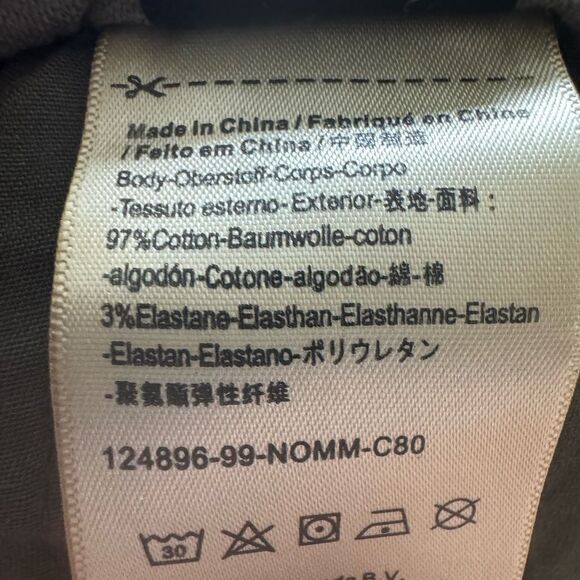 Made in China / Fabriqué en Chine
/ Feito em China / 中國製造
Body-Oberstoff-Corps-Corpo
-Tessuto esterno-Exterior-表地-面料:
97%Cotton-Baumwolle-coton
-algodón-Cotone-algodão-綿-棉
3%Elastane-Elasthan-Elasthanne-Elastan
-Elastan-Elastano-ポリウレタン
-聚氨酯弹性纤维
124896-99-NOMM-C80
30
B.V.